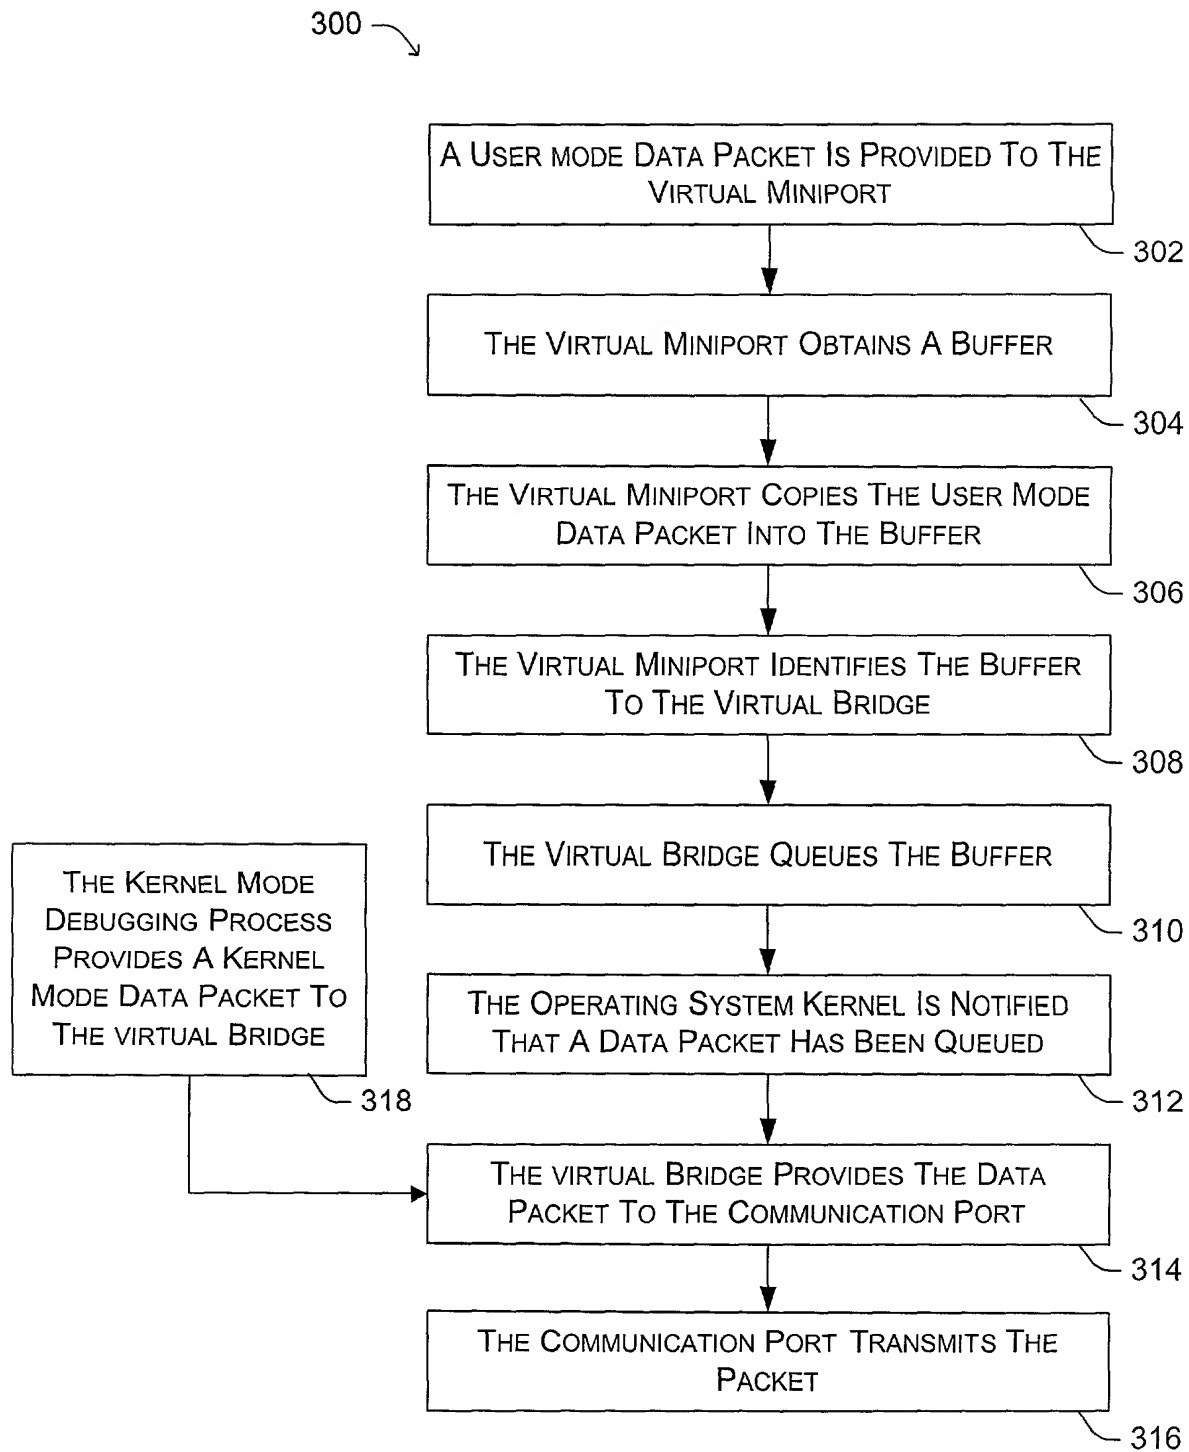 300
A USER MODE DATA PACKET IS PROVIDED TO THE
VIRTUAL MINIPORT
302
THE VIRTUAL MINIPORT OBTAINS A BUFFER
304
THE VIRTUAL MINIPORT COPIES THE USER MODE
DATA PACKET INTO THE BUFFER
306
THE VIRTUAL MINIPORT IDENTIFIES THE BUFFER
TO THE VIRTUAL BRIDGE
308
THE VIRTUAL BRIDGE QUEUES THE BUFFER
310
THE KERNEL MODE
DEBUGGING PROCESS
PROVIDES A KERNEL
MODE DATA PACKET TO
THE VIRTUAL BRIDGE
318
THE OPERATING SYSTEM KERNEL IS NOTIFIED
THAT A DATA PACKET HAS BEEN QUEUED
312
THE VIRTUAL BRIDGE PROVIDES THE DATA
PACKET TO THE COMMUNICATION PORT
314
THE COMMUNICATION PORT TRANSMITS THE
PACKET
316